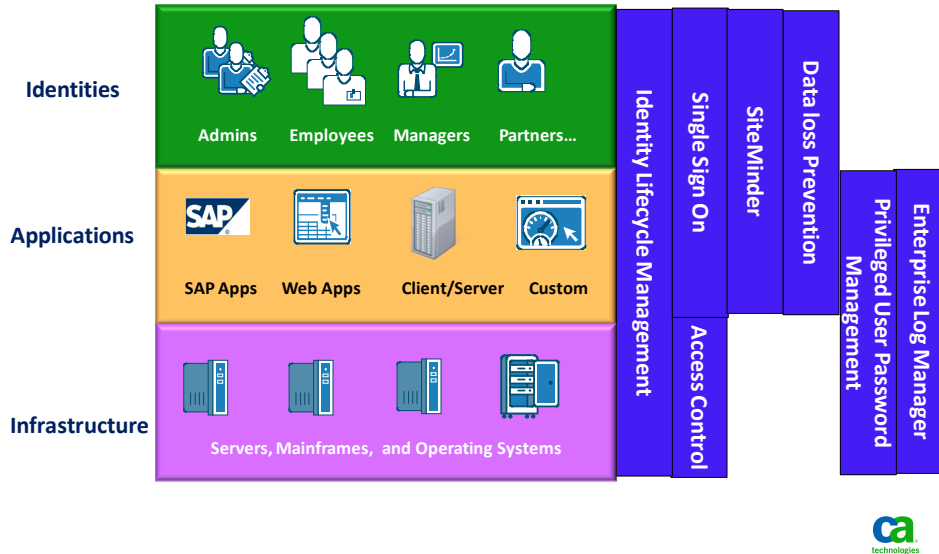 Identities
Admins
Employees
Managers
Partners…
Applications
SAP
®
SAP Apps
Web Apps
Client/Server
Custom
Infrastructure
Servers, Mainframes, and Operating Systems
Identity Lifecycle Management
Single Sign On
Access Control
SiteMinder
Data loss Prevention
Privileged User Password
Management
Enterprise Log Manager
ca
technologies